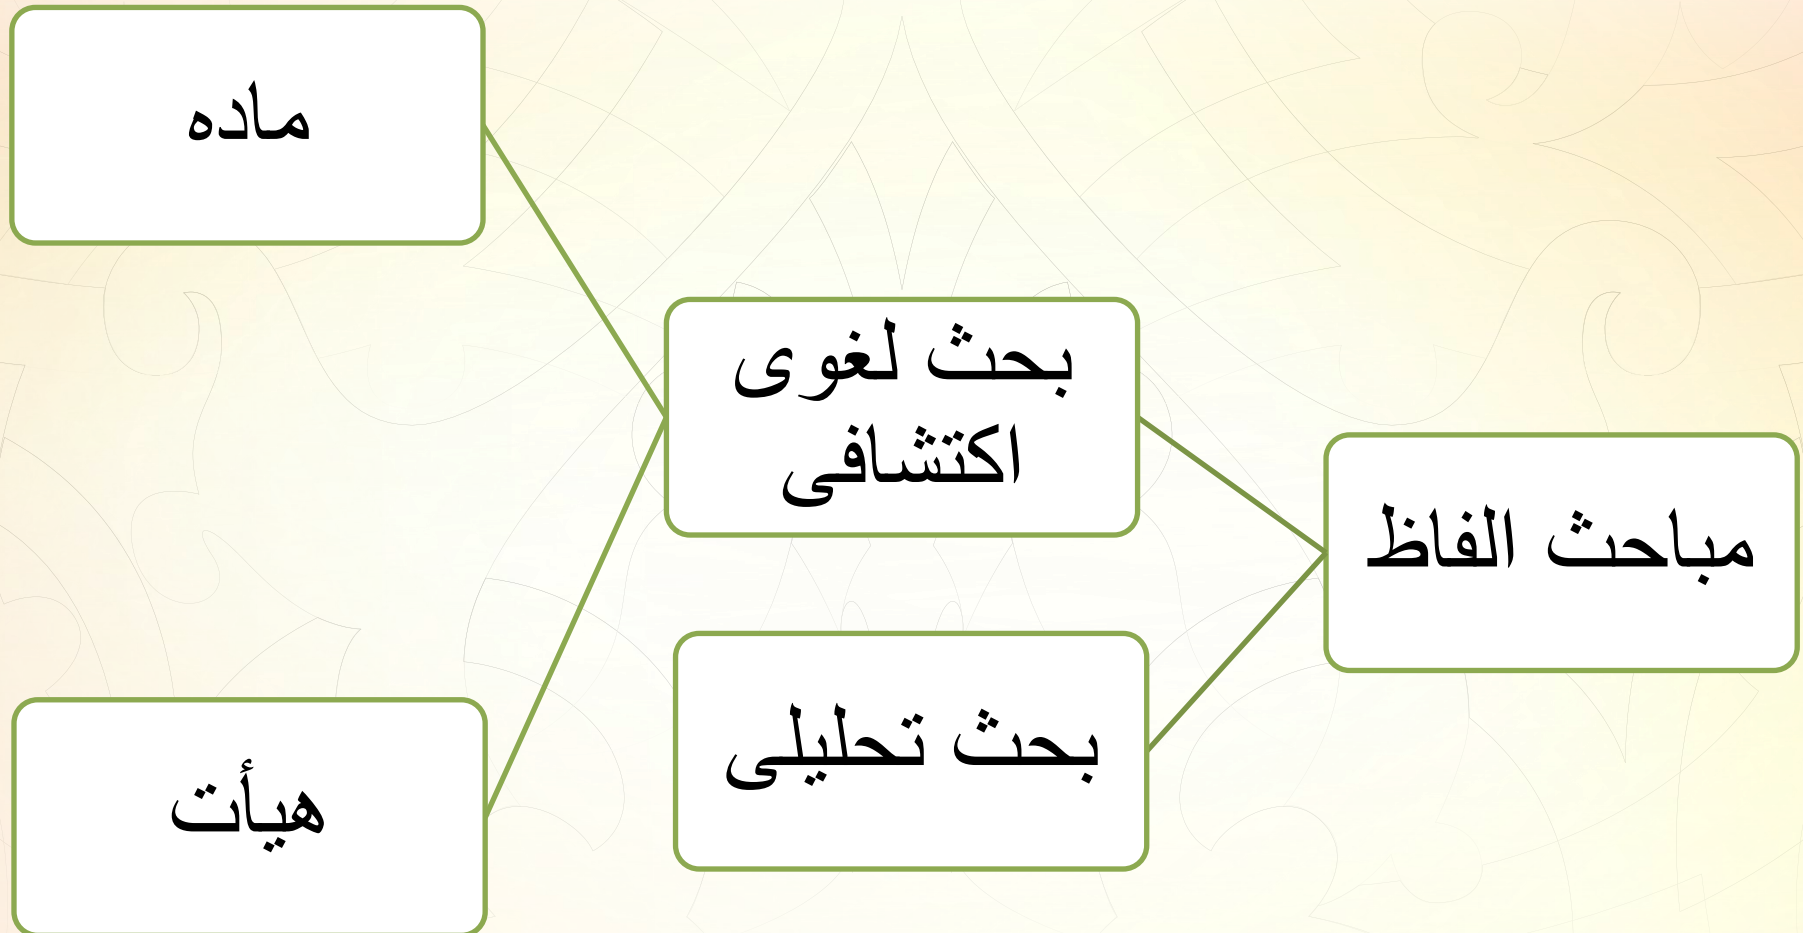 مباحث الفاظ
بحث لغوی
اکتشافی
بحث تحلیلی
ماده
هیأت